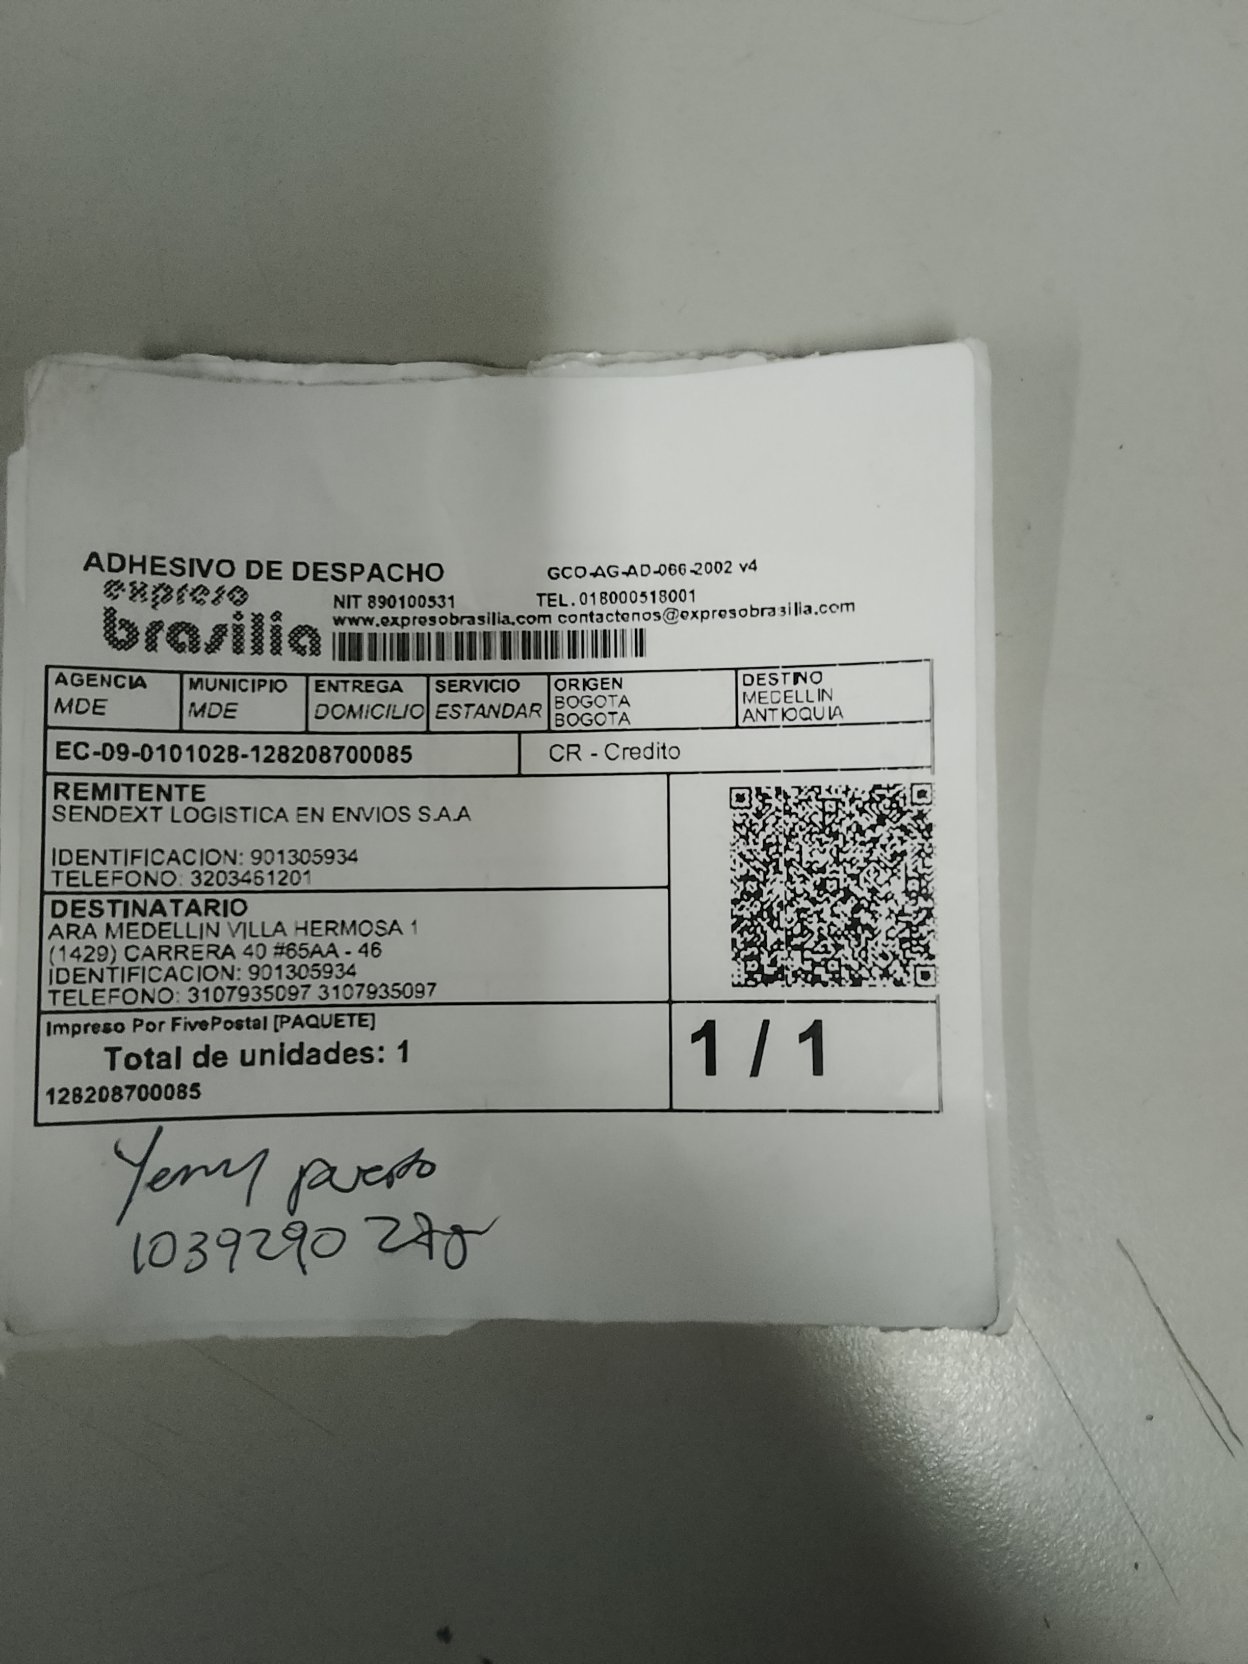 ADHESIVO DE DESPACHO GCO-AG-AD-066-2002 v4
expreso
brasilia
NIT 890100531 TEL. 018000518001
www.expresobrasilia.com contactenos@expresobrasilia.com
AGENCIA MUNICIPIO ENTREGA SERVICIO ORIGEN DESTINO
MDE MDE DOMICILIO ESTANDAR BOGOTA MEDELLIN
BOGOTA ANTIOQUIA
EC-09-0101028-128208700085 CR - Credito
REMITENTE
SENDEXT LOGISTICA EN ENVIOS S.A.A
IDENTIFICACION: 901305934
TELEFONO: 3203461201
DESTINATARIO
ARA MEDELLIN VILLA HERMOSA 1
(1429) CARRERA 40 #65AA - 46
IDENTIFICACION: 901305934
TELEFONO: 3107935097 3107935097
Impreso Por FivePostal [PAQUETE]
Total de unidades: 1 1 / 1
128208700085
Yeny
1039290